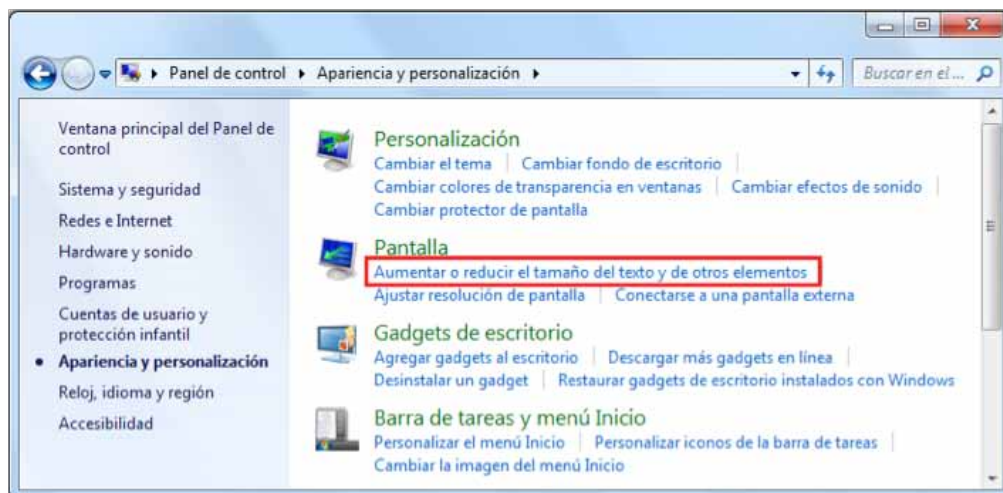 Panel de control ▸ Apariencia y personalización ▸
Buscar en el ...
Ventana principal del Panel de
control
Sistema y seguridad
Redes e Internet
Hardware y sonido
Programas
Cuentas de usuario y
protección infantil
Apariencia y personalización
Reloj, idioma y región
Accesibilidad
Personalización
Cambiar el tema | Cambiar fondo de escritorio |
Cambiar colores de transparencia en ventanas | Cambiar efectos de sonido |
Cambiar protector de pantalla
Pantalla
Aumentar o reducir el tamaño del texto y de otros elementos
Ajustar resolución de pantalla | Conectarse a una pantalla externa
Gadgets de escritorio
Agregar gadgets al escritorio | Descargar más gadgets en línea |
Desinstalar un gadget | Restaurar gadgets de escritorio instalados con Windows
Barra de tareas y menú Inicio
Personalizar el menú Inicio | Personalizar iconos de la barra de tareas |
Cambiar la imagen del menú Inicio